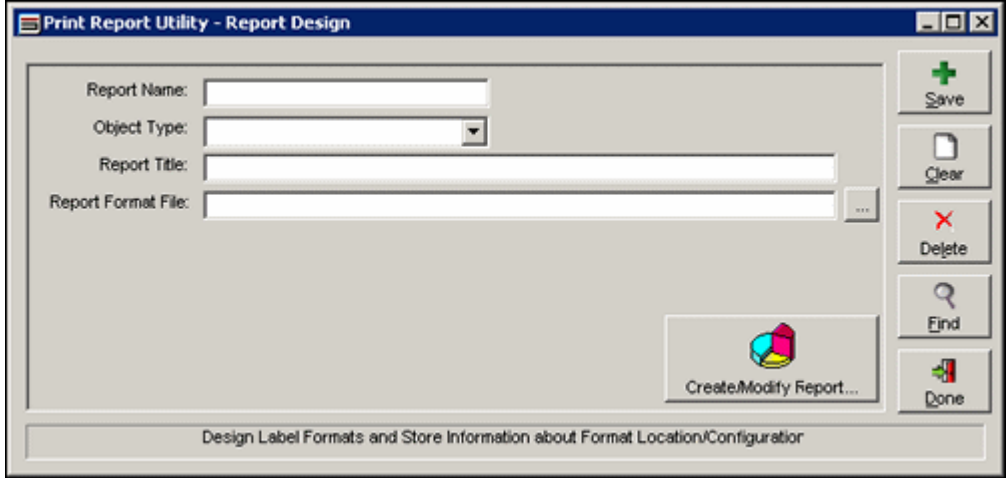 Print Report Utility - Report Design
Report Name:
Object Type:
Report Title:
Report Format File:
...
Create/Modify Report...
Save
Clear
Delete
Find
Done
Design Label Formats and Store Information about Format Location/Configuratior